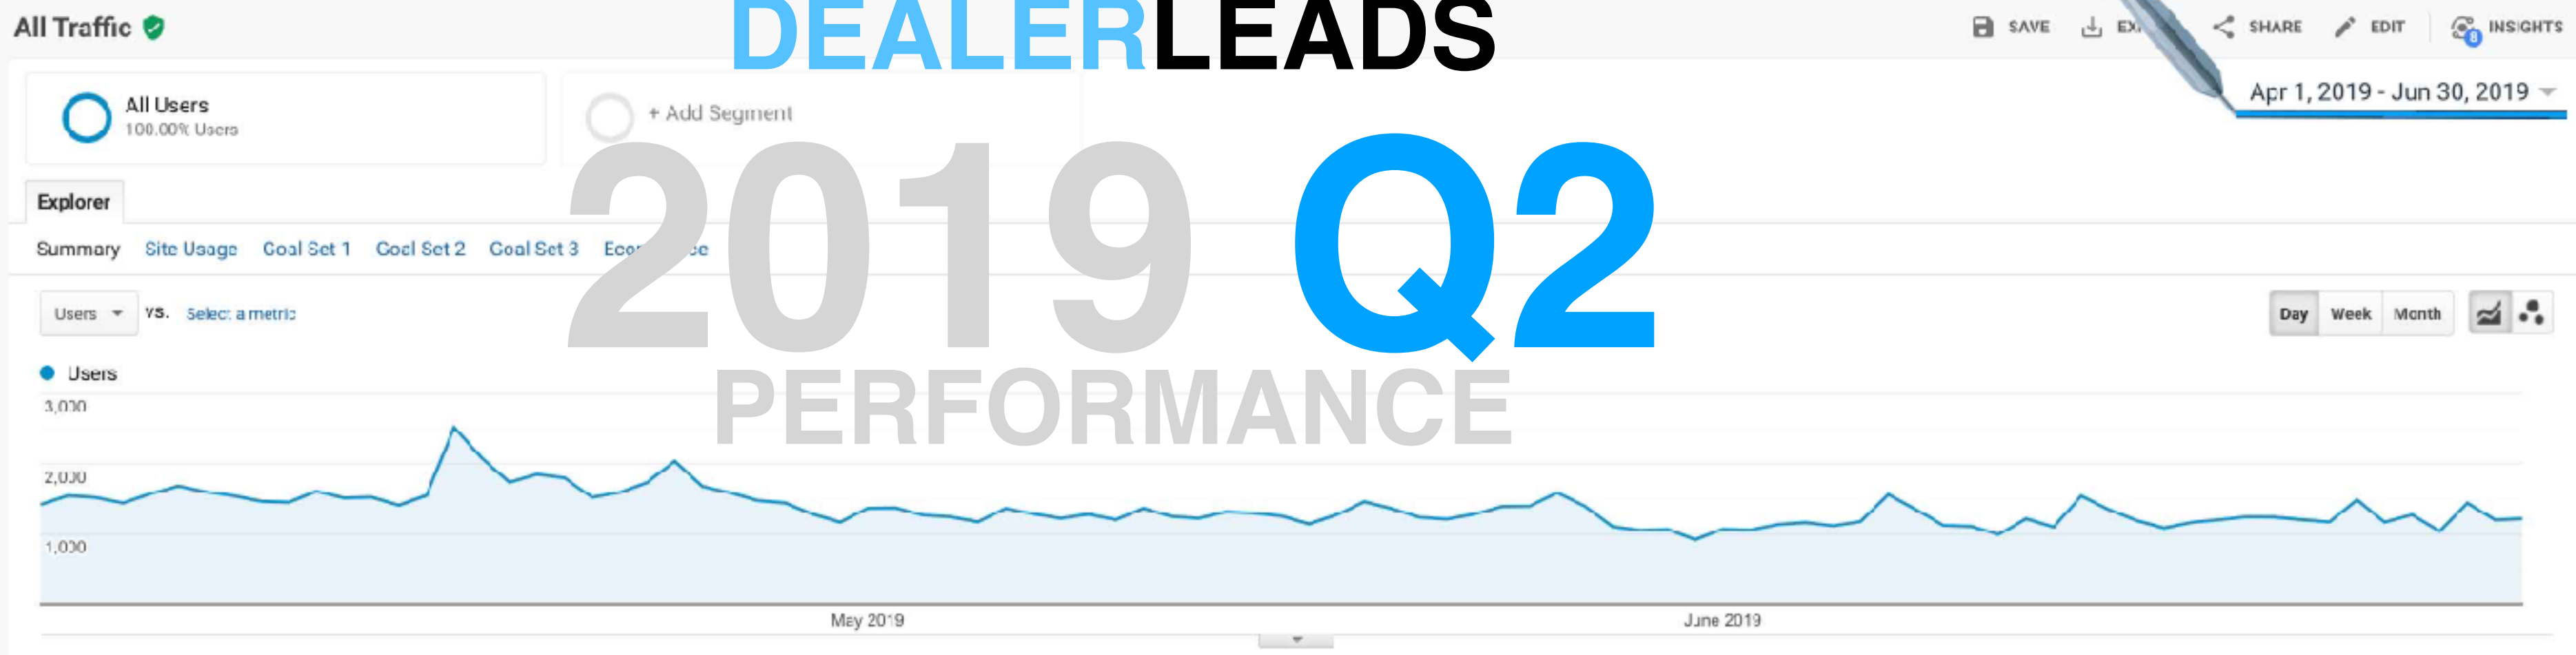 All Traffic
DEALERLEADS
SAVE
SHARE
EDIT
8
INSIGHTS
All Users
100.00% Users
+ Add Segment
Apr 1, 2019 - Jun 30, 2019
2019 Q2
Explorer
Summary Site Usage Goal Set 1 Goal Set 2 Goal Set 3
Users VS. Select a metric
Day Week Month
Users
PERFORMANCE
3,000
2,000
1,000
May 2019
June 2019